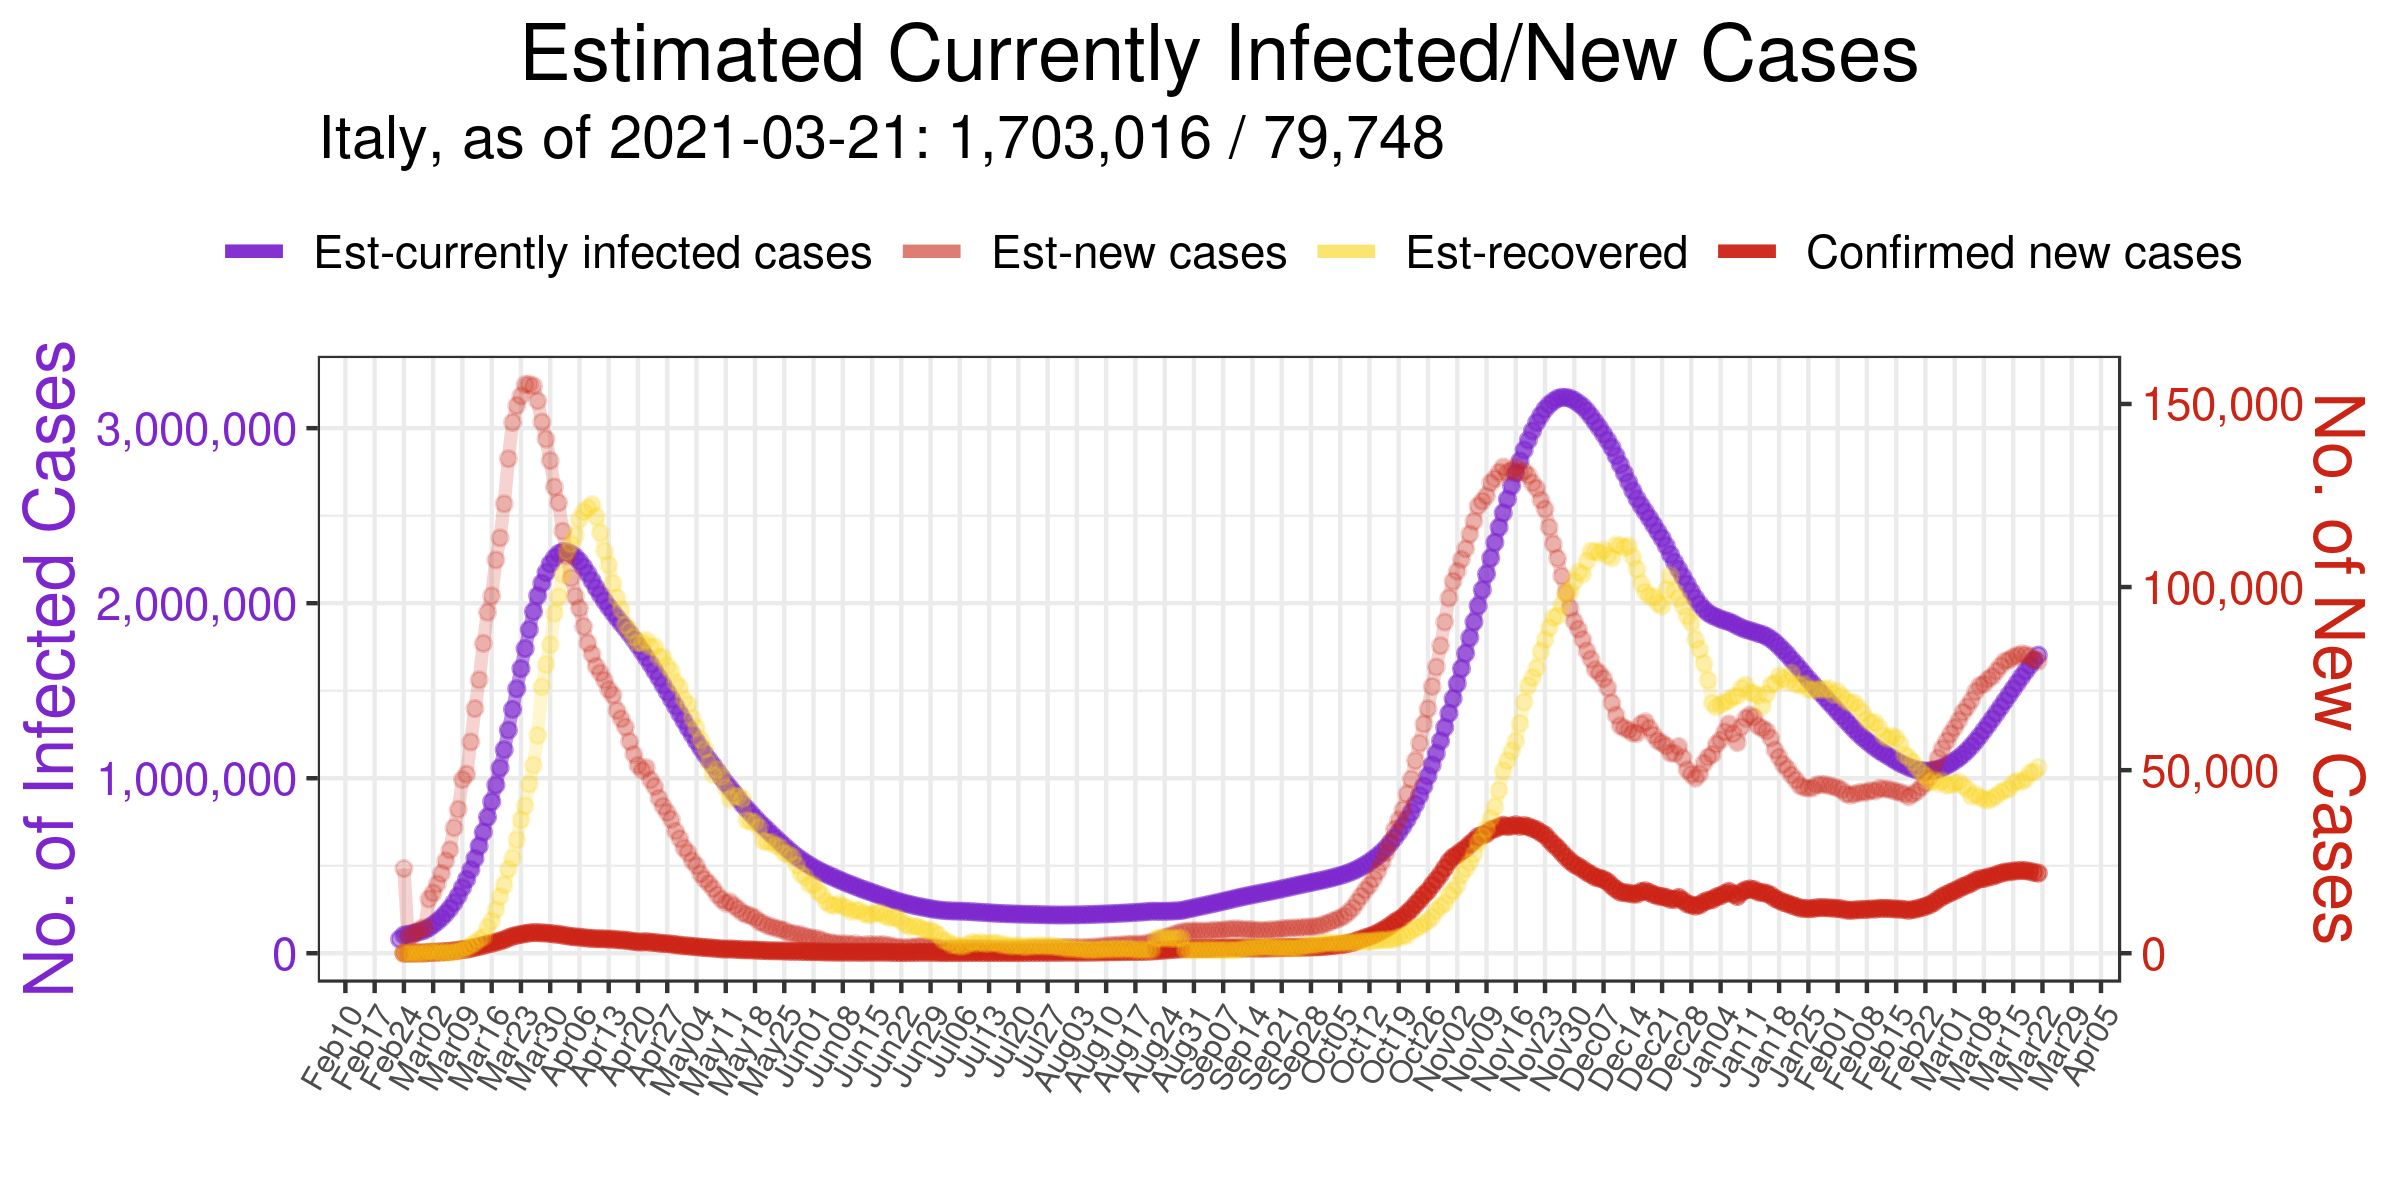 Estimated Currently Infected/New Cases
Italy, as of 2021-03-21: 1,703,016 / 79,748
Est-currently infected cases Est-new cases Est-recovered Confirmed new cases
No. of Infected Cases
3,000,000
2,000,000
1,000,000
0
150,000
100,000
50,000
0
No. of New Cases
Feb10
Feb17
Feb24
Mar02
Mar09
Mar16
Mar23
Mar30
Apr06
Apr13
Apr20
Apr27
May04
May11
May18
May25
Jun01
Jun08
Jun15
Jun22
Jun29
Jul06
Jul13
Jul20
Jul27
Aug03
Aug10
Aug17
Aug24
Aug31
Sep07
Sep14
Sep21
Sep28
Oct05
Oct12
Oct19
Oct26
Nov02
Nov09
Nov16
Nov23
Nov30
Dec07
Dec14
Dec21
Dec28
Jan04
Jan11
Jan18
Jan25
Feb01
Feb08
Feb15
Feb22
Mar01
Mar08
Mar15
Mar22
Mar29
Apr05